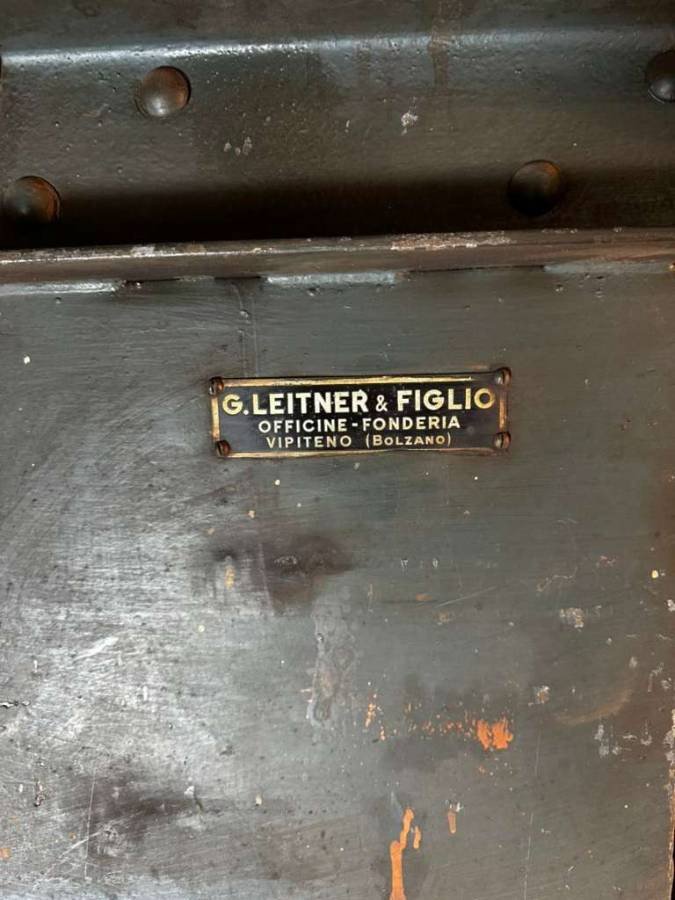 G. LEITNER & FIGLIO
OFFICINE - FONDERIA
VIPITENO (BOLZANO)